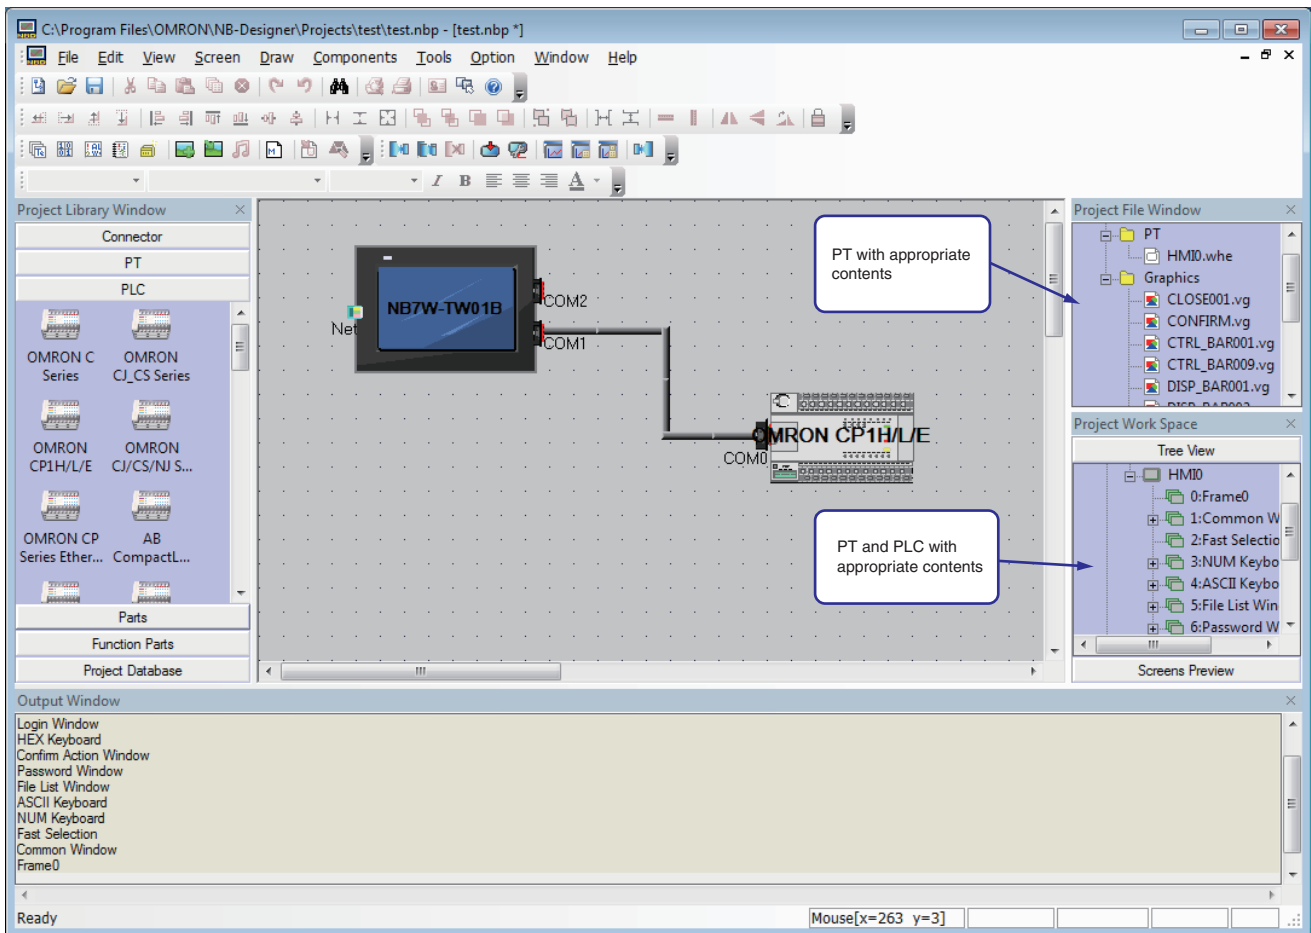 C:\Program Files\OMRON\NB-Designer\Projects\test\test.nbp - [test.nbp *]
File Edit View Screen Draw Components Tools Option Window Help
Project Library Window
Connector
PT
PLC
OMRON C Series
OMRON CJ_CS Series
OMRON CP1H/L/E
OMRON CJ/CS/NJ S...
OMRON CP Series Ether...
AB CompactL...
Parts
Function Parts
Project Database
NB7W-TW01B
Net
COM2
COM1
COM0
OMRON CP1H/L/E
PT with appropriate
contents
PT and PLC with
appropriate contents
Project File Window
PT
HMI0.whe
Graphics
CLOSE001.vg
CONFIRM.vg
CTRL_BAR001.vg
CTRL_BAR009.vg
DISP_BAR001.vg
Project Work Space
Tree View
HMI0
0:Frame0
1:Common W
2:Fast Selectio
3:NUM Keybo
4:ASCII Keybo
5:File List Win
6:Password W
Screens Preview
Output Window
Login Window
HEX Keyboard
Confirm Action Window
Password Window
File List Window
ASCII Keyboard
NUM Keyboard
Fast Selection
Common Window
Frame0
Ready
Mouse[x=263 y=3]